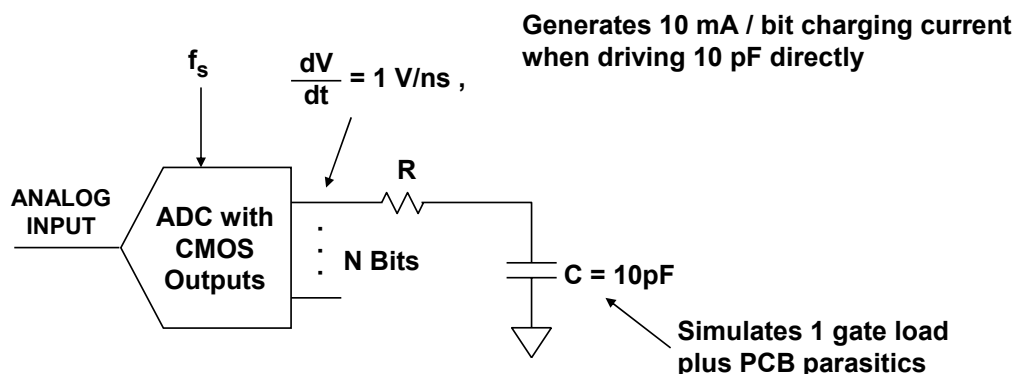 Generates 10 mA / bit charging current
when driving 10 pF directly
fs
dV
dt
= 1 V/ns ,
R
ANALOG
INPUT
ADC with
CMOS
Outputs
N Bits
C = 10pF
Simulates 1 gate load
plus PCB parasitics